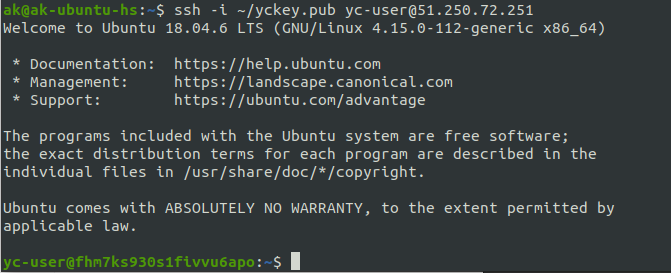 ak@ak-ubuntu-hs:~$ ssh -i ~/yckey.pub yc-user@51.250.72.251
Welcome to Ubuntu 18.04.6 LTS (GNU/Linux 4.15.0-112-generic x86_64)
* Documentation:  https://help.ubuntu.com
* Management:     https://landscape.canonical.com
* Support:        https://ubuntu.com/advantage
The programs included with the Ubuntu system are free software;
the exact distribution terms for each program are described in the
individual files in /usr/share/doc/*/copyright.
Ubuntu comes with ABSOLUTELY NO WARRANTY, to the extent permitted by
applicable law.
yc-user@fhm7ks930s1fivvu6apo:~$